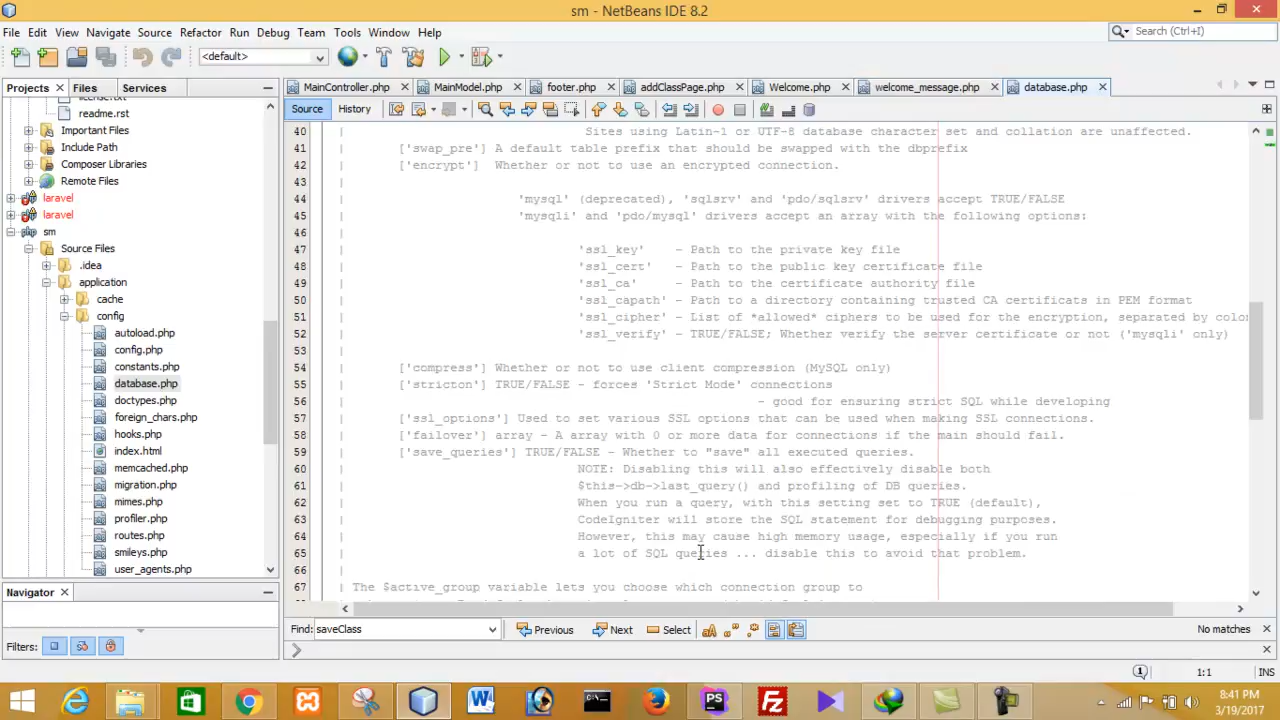 sm - NetBeans IDE 8.2
File Edit View Navigate Source Refactor Run Debug Team Tools Window Help
Search (Ctrl+I)
<default>
Projects Files Services
MainController.php MainModel.php footer.php addClassPage.php Welcome.php welcome_message.php database.php
Source History
license.txt
readme.rst
Important Files
Include Path
Composer Libraries
Remote Files
laravel
laravel
sm
Source Files
.idea
application
cache
config
autoload.php
config.php
constants.php
database.php
doctypes.php
foreign_chars.php
hooks.php
index.html
memcached.php
migration.php
mimes.php
profiler.php
routes.php
smileys.php
user_agents.php
Navigator
Filters:
40 | Sites using Latin-1 or UTF-8 database character set and collation are unaffected.
41 | ['swap_pre'] A default table prefix that should be swapped with the dbprefix
42 | ['encrypt'] Whether or not to use an encrypted connection.
43 |
44 | 'mysql' (deprecated), 'sqlsrv' and 'pdo/sqlsrv' drivers accept TRUE/FALSE
45 | 'mysqli' and 'pdo/mysql' drivers accept an array with the following options:
46 |
47 | 'ssl_key' - Path to the private key file
48 | 'ssl_cert' - Path to the public key certificate file
49 | 'ssl_ca' - Path to the certificate authority file
50 | 'ssl_capath' - Path to a directory containing trusted CA certificates in PEM format
51 | 'ssl_cipher' - List of *allowed* ciphers to be used for the encryption, separated by colo
52 | 'ssl_verify' - TRUE/FALSE; Whether verify the server certificate or not ('mysqli' only)
53 |
54 | ['compress'] Whether or not to use client compression (MySQL only)
55 | ['stricton'] TRUE/FALSE - forces 'Strict Mode' connections
56 | - good for ensuring strict SQL while developing
57 | ['ssl_options'] Used to set various SSL options that can be used when making SSL connections.
58 | ['failover'] array - A array with 0 or more data for connections if the main should fail.
59 | ['save_queries'] TRUE/FALSE - Whether to "save" all executed queries.
60 | NOTE: Disabling this will also effectively disable both
61 | $this->db->last_query() and profiling of DB queries.
62 | When you run a query, with this setting set to TRUE (default),
63 | CodeIgniter will store the SQL statement for debugging purposes.
64 | However, this may cause high memory usage, especially if you run
65 | a lot of SQL queries ... disable this to avoid that problem.
66 |
67 | The $active_group variable lets you choose which connection group to
Find: saveClass Previous Next Select No matches
1:1 INS
8:41 PM
3/19/2017